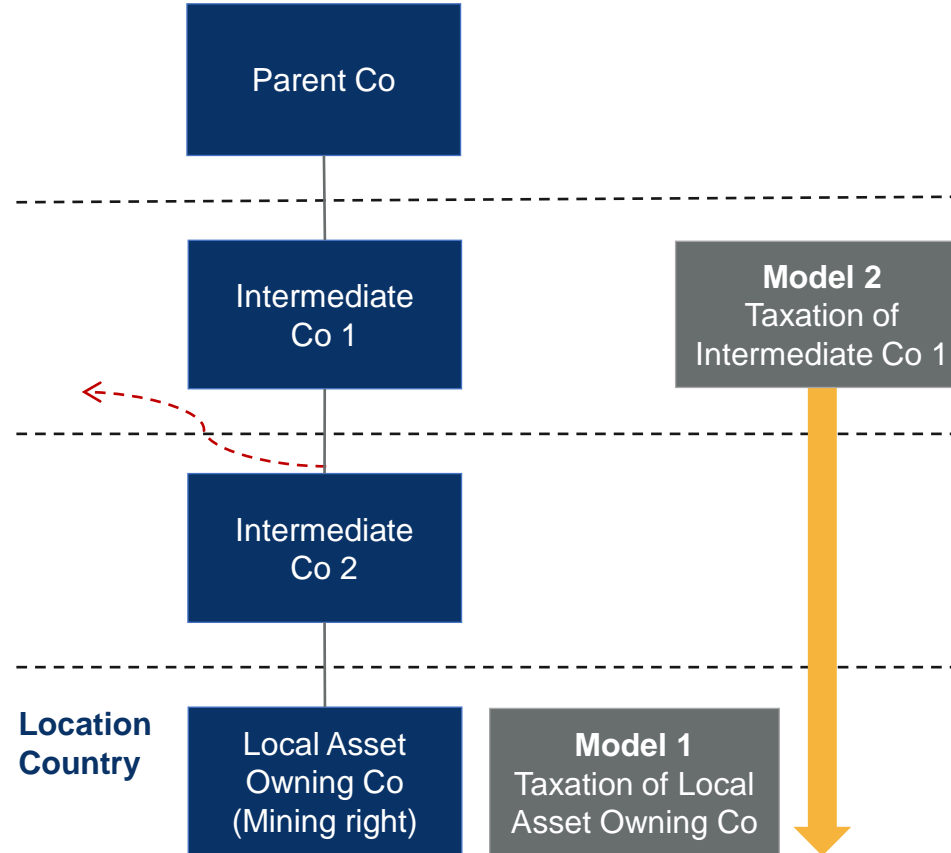 Parent Co
Intermediate
Co 1
Model 2
Taxation of
Intermediate Co 1
Intermediate
Co 2
Location
Country
Local Asset
Owning Co
(Mining right)
Model 1
Taxation of Local
Asset Owning Co